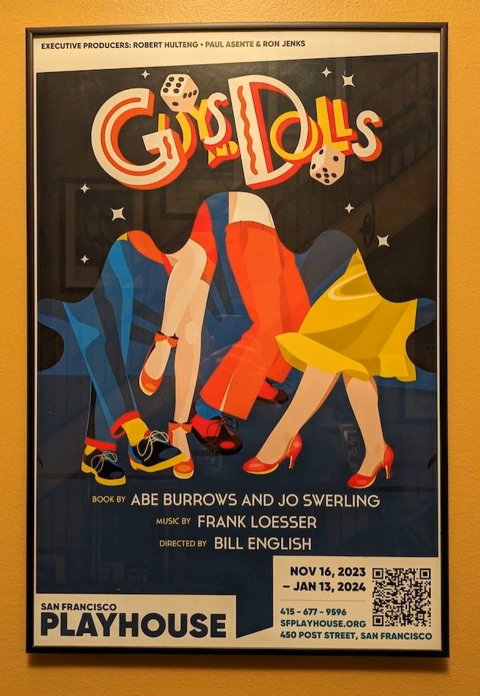 EXECUTIVE PRODUCERS: ROBERT HULTENG • PAUL ASENTE & RON JENKS
GUYS AND DOLLS
BOOK BY ABE BURROWS AND JO SWERLING
MUSIC BY FRANK LOESSER
DIRECTED BY BILL ENGLISH
NOV 16, 2023
– JAN 13, 2024
415 - 677 - 9596
SFPLAYHOUSE.ORG
450 POST STREET, SAN FRANCISCO
SAN FRANCISCO
PLAYHOUSE